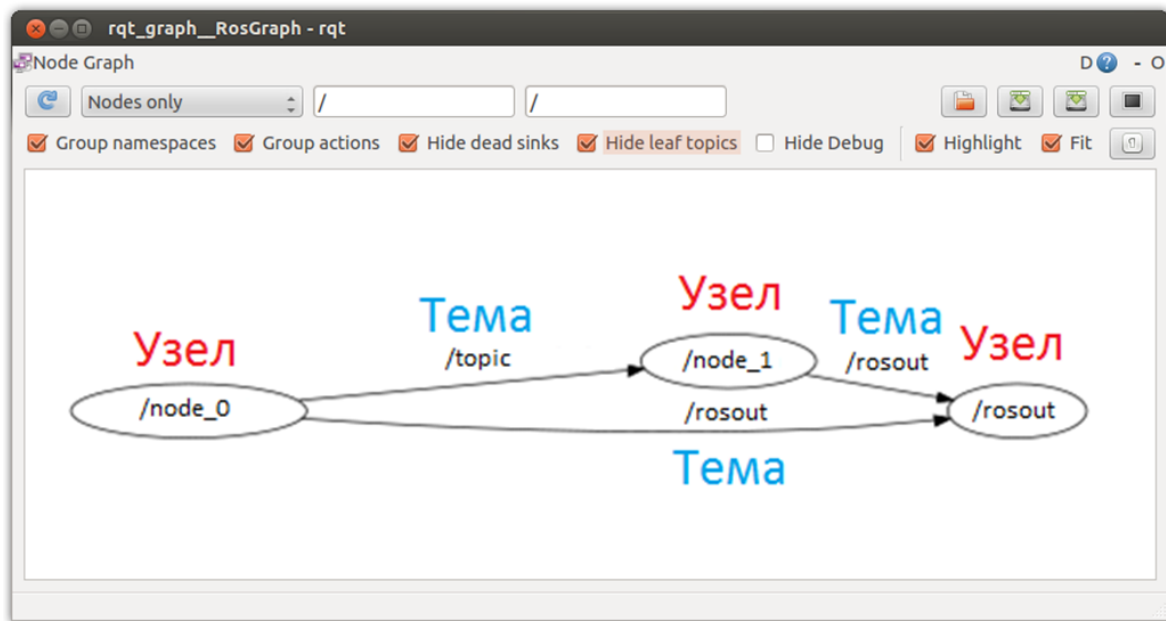 rqt_graph__RosGraph - rqt
Node Graph D ? - O
Nodes only / /
Group namespaces Group actions Hide dead sinks Hide leaf topics Hide Debug Highlight Fit
Узел
Тема
Узел
Тема
Узел
/topic
/node_1
/rosout
/node_0
/rosout
/rosout
Тема